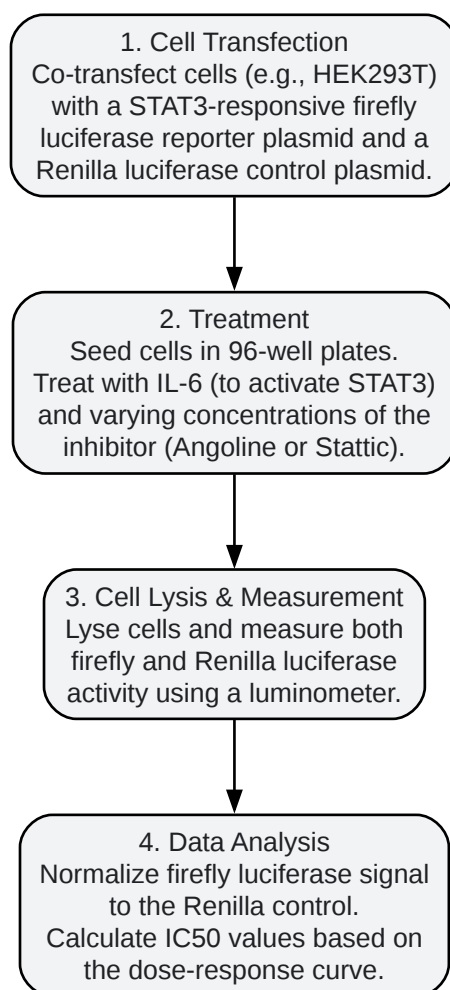 1. Cell Transfection
Co-transfect cells (e.g., HEK293T)
with a STAT3-responsive firefly
luciferase reporter plasmid and a
Renilla luciferase control plasmid.
2. Treatment
Seed cells in 96-well plates.
Treat with IL-6 (to activate STAT3)
and varying concentrations of the
inhibitor (Angoline or Stattic).
3. Cell Lysis & Measurement
Lyse cells and measure both
firefly and Renilla luciferase
activity using a luminometer.
4. Data Analysis
Normalize firefly luciferase signal
to the Renilla control.
Calculate IC50 values based on
the dose-response curve.